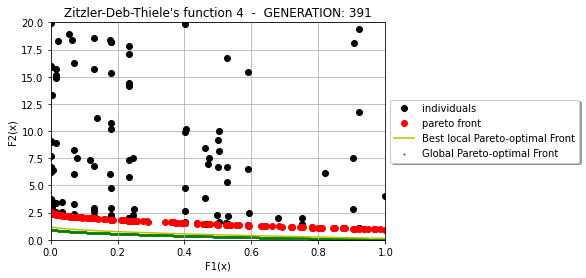 Zitzler-Deb-Thiele's function 4 - GENERATION: 391
20.0
17.5
15.0
12.5
10.0
7.5
5.0
2.5
0.0
F2(x)
0.0 0.2 0.4 0.6 0.8 1.0
F1(x)
individuals
pareto front
Best local Pareto-optimal Front
Global Pareto-optimal Front